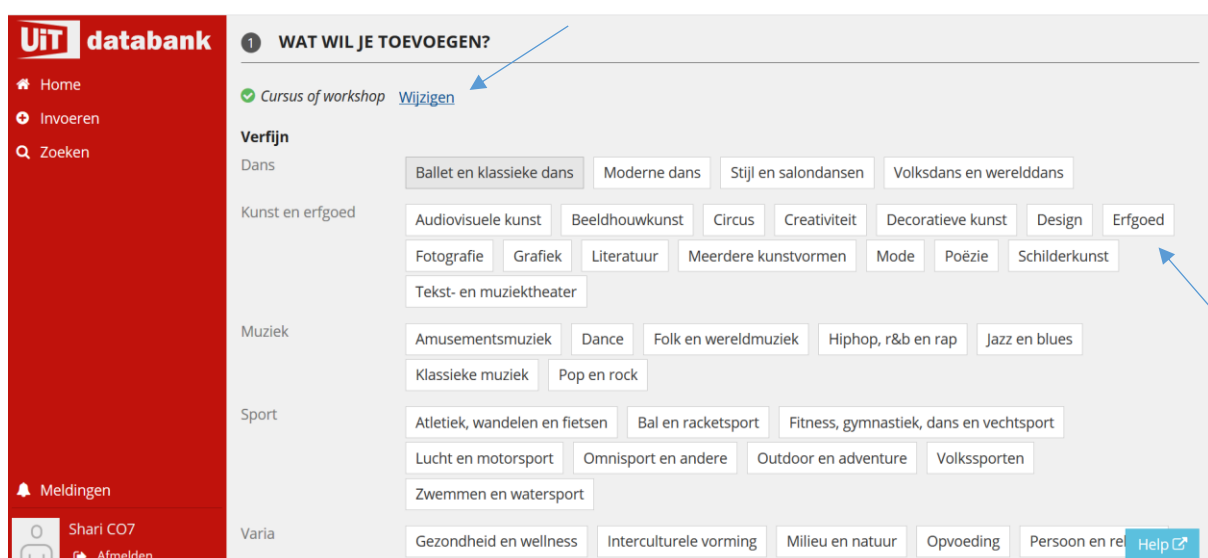 UiT databank
Home
Invoeren
Zoeken
Meldingen
Shari CO7
Afmelden
1 WAT WIL JE TOEVOEGEN?
Cursus of workshop Wijzigen
Verfijn
Dans
Ballet en klassieke dans Moderne dans Stijl en salondansen Volksdans en werelddans
Kunst en erfgoed
Audiovisuele kunst Beeldhouwkunst Circus Creativiteit Decoratieve kunst Design Erfgoed
Fotografie Grafiek Literatuur Meerdere kunstvormen Mode Poëzie Schilderkunst
Tekst- en muziektheater
Muziek
Amusementsmuziek Dance Folk en wereldmuziek Hiphop, r&b en rap Jazz en blues
Klassieke muziek Pop en rock
Sport
Atletiek, wandelen en fietsen Bal en racketsport Fitness, gymnastiek, dans en vechtsport
Lucht en motorsport Omnisport en andere Outdoor en adventure Volkssporten
Zwemmen en watersport
Varia
Gezondheid en wellness Interculturele vorming Milieu en natuur Opvoeding Persoon en
Help